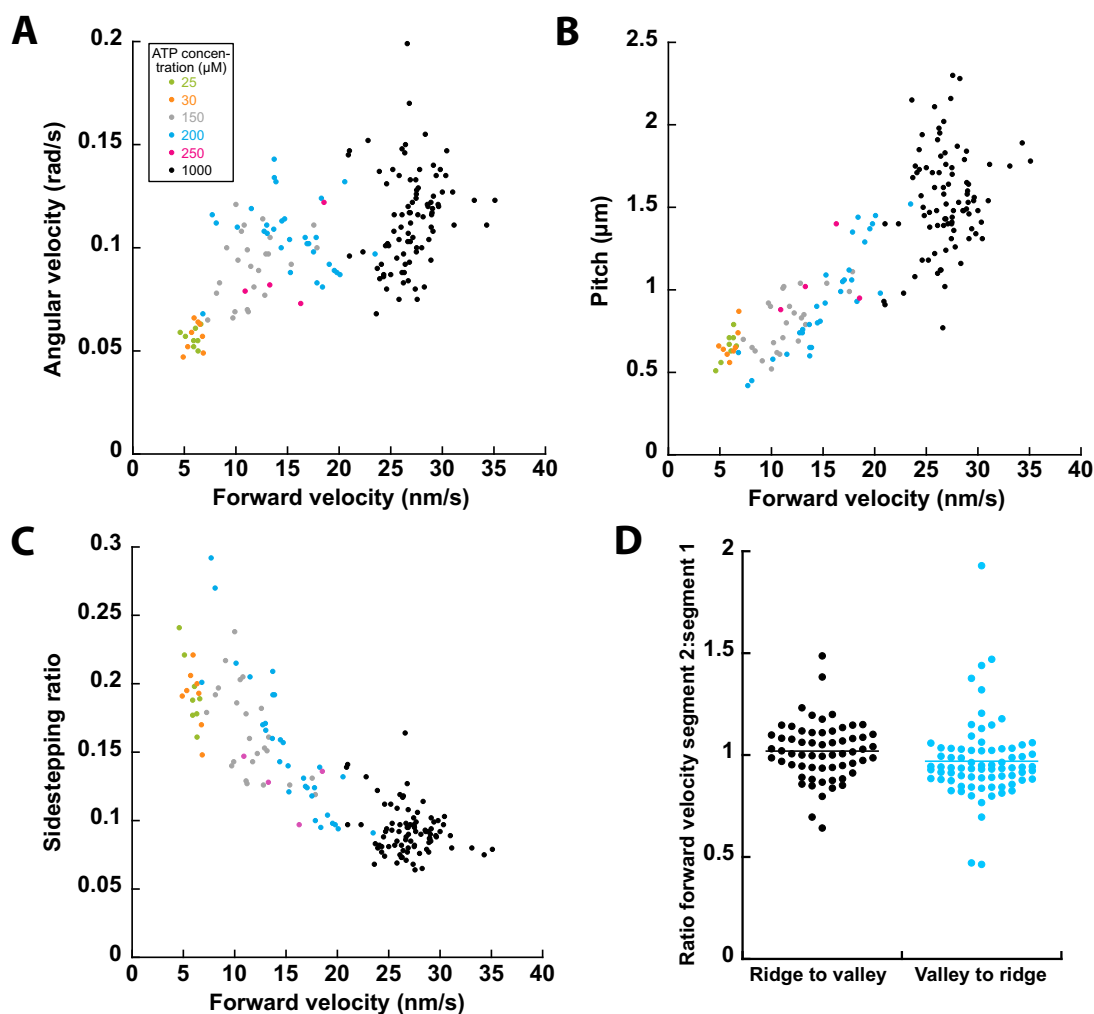 A
Angular velocity (rad/s)
0.2
0.15
0.1
0.05
0
ATP concen-
tration (µM)
25
30
150
200
250
1000
0 5 10 15 20 25 30 35 40
Forward velocity (nm/s)
B
Pitch (µm)
2.5
2
1.5
1
0.5
0
0 5 10 15 20 25 30 35 40
Forward velocity (nm/s)
C
Sidestepping ratio
0.3
0.25
0.2
0.15
0.1
0.05
0
0 5 10 15 20 25 30 35 40
Forward velocity (nm/s)
D
Ratio forward velocity segment 2:segment 1
2
1.5
1
0.5
0
Ridge to valley
Valley to ridge